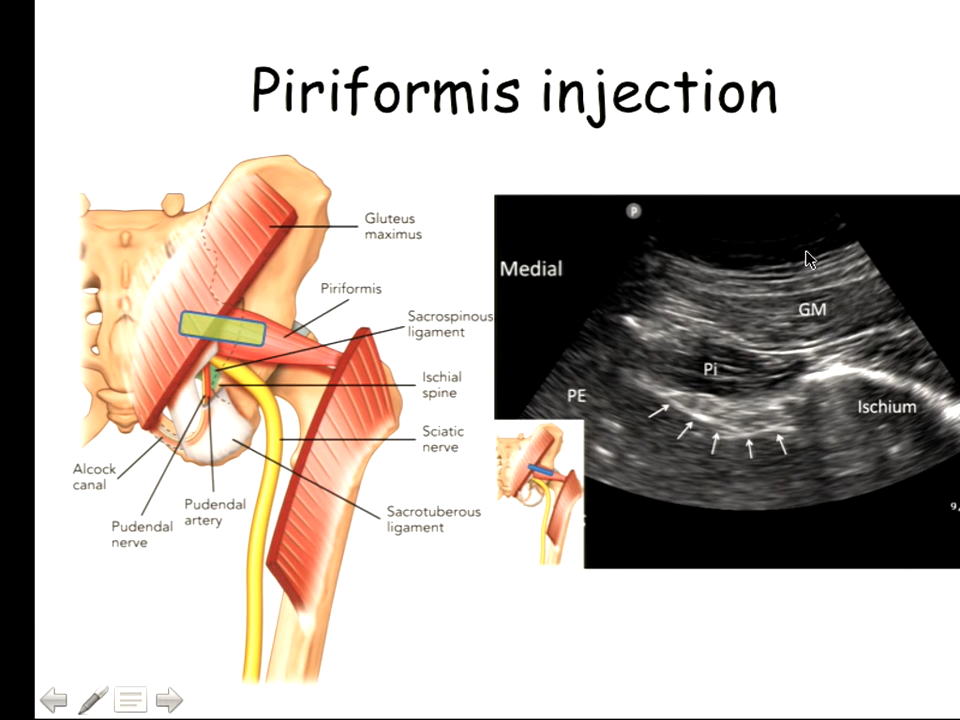 Piriformis injection
Gluteus
maximus
Piriformis
Sacrospinous
ligament
Ischial
spine
Sciatic
nerve
Alcock
canal
Pudendal
artery
Pudendal
nerve
Sacrotuberous
ligament
P
Medial
GM
Pi
PE
Ischium
9/